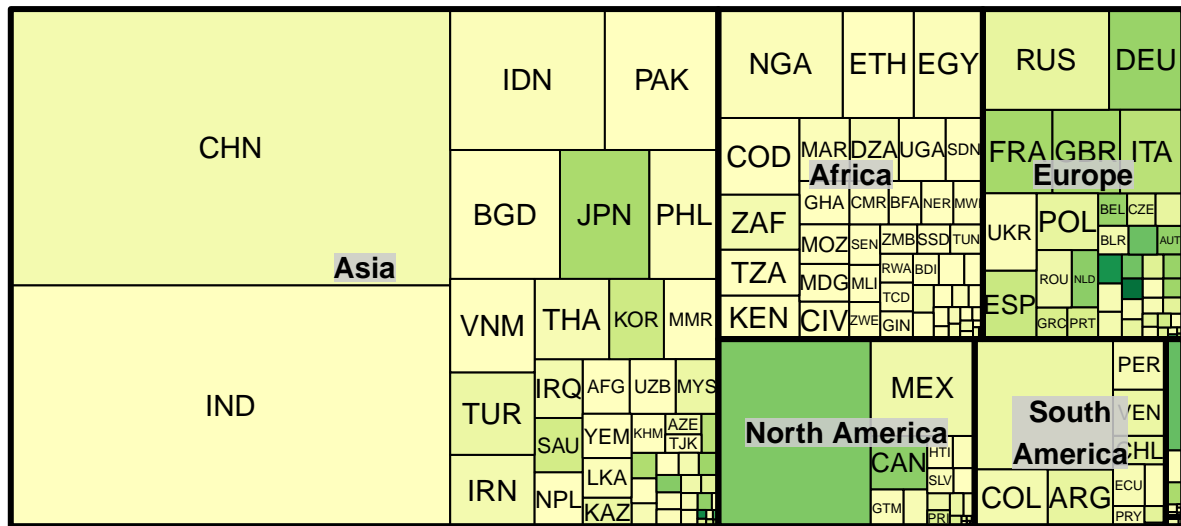 CHN
IND
Asia
IDN
PAK
BGD
JPN
PHL
VNM
THA
KOR
MMR
TUR
IRQ
AFG
UZB
MYS
SAU
YEM
KHM
AZE
TJK
IRN
NPL
LKA
KAZ
NGA
ETH
EGY
COD
MAR
DZA
UGA
SDN
Africa
ZAF
GHA
CMR
BFA
NER
MWI
TZA
MOZ
SEN
ZMB
SSD
TUN
KEN
MDG
MLI
RWA
BDI
TCD
CIV
ZWE
GIN
RUS
DEU
FRA
GBR
ITA
Europe
UKR
POL
BEL
CZE
BLR
AUT
ESP
ROU
NLD
GRC
PRT
MEX
North America
CAN
HTI
SLV
GTM
PRI
PER
South
America
VEN
CHL
COL
ARG
ECU
PRY